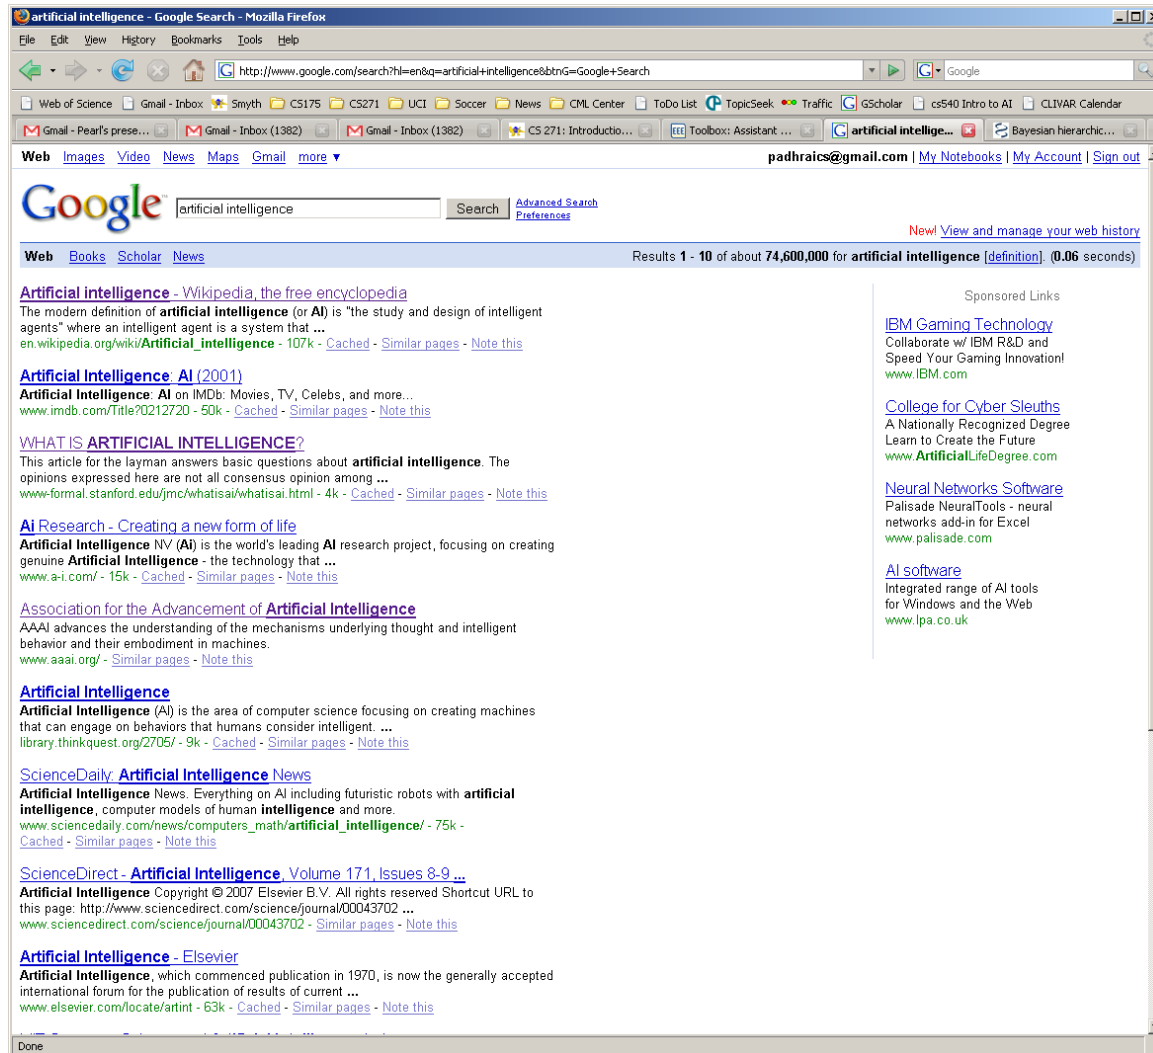 artificial intelligence - Google Search - Mozilla Firefox
File Edit View History Bookmarks Tools Help
http://www.google.com/search?hl=en&q=artificial+intelligence&btnG=Google+Search Google
Web of Science Gmail - Inbox Smyth CS175 CS271 UCI Soccer News CML Center ToDo List TopicSeek Traffic GScholar cs540 Intro to AI CLIVAR Calendar
Gmail - Pearl's prese... Gmail - Inbox (1382) Gmail - Inbox (1382) CS 271: Introductio... Toolbox: Assistant ... artificial intellige... Bayesian hierarchic...
Web Images Video News Maps Gmail more ▼ padhraics@gmail.com | My Notebooks | My Account | Sign out
Google artificial intelligence Search Advanced Search
Preferences
New! View and manage your web history
Web Books Scholar News Results 1 - 10 of about 74,600,000 for artificial intelligence [definition]. (0.06 seconds)
Artificial intelligence - Wikipedia, the free encyclopedia
The modern definition of artificial intelligence (or AI) is "the study and design of intelligent
agents" where an intelligent agent is a system that ...
en.wikipedia.org/wiki/Artificial_intelligence - 107k - Cached - Similar pages - Note this
Artificial Intelligence: AI (2001)
Artificial Intelligence: AI on IMDb: Movies, TV, Celebs, and more...
www.imdb.com/Title?0212720 - 50k - Cached - Similar pages - Note this
WHAT IS ARTIFICIAL INTELLIGENCE?
This article for the layman answers basic questions about artificial intelligence. The
opinions expressed here are not all consensus opinion among ...
www-formal.stanford.edu/jmc/whatisai/whatisai.html - 4k - Cached - Similar pages - Note this
Ai Research - Creating a new form of life
Artificial Intelligence NV (Ai) is the world's leading AI research project, focusing on creating
genuine Artificial Intelligence - the technology that ...
www.a-i.com/ - 15k - Cached - Similar pages - Note this
Association for the Advancement of Artificial Intelligence
AAAI advances the understanding of the mechanisms underlying thought and intelligent
behavior and their embodiment in machines.
www.aaai.org/ - Similar pages - Note this
Artificial Intelligence
Artificial Intelligence (AI) is the area of computer science focusing on creating machines
that can engage on behaviors that humans consider intelligent. ...
library.thinkquest.org/2705/ - 9k - Cached - Similar pages - Note this
ScienceDaily: Artificial Intelligence News
Artificial Intelligence News. Everything on AI including futuristic robots with artificial
intelligence, computer models of human intelligence and more.
www.sciencedaily.com/news/computers_math/artificial_intelligence/ - 75k -
Cached - Similar pages - Note this
ScienceDirect - Artificial Intelligence, Volume 171, Issues 8-9 ...
Artificial Intelligence Copyright © 2007 Elsevier B.V. All rights reserved Shortcut URL to
this page: http://www.sciencedirect.com/science/journal/00043702 ...
www.sciencedirect.com/science/journal/00043702 - Similar pages - Note this
Artificial Intelligence - Elsevier
Artificial Intelligence, which commenced publication in 1970, is now the generally accepted
international forum for the publication of results of current ...
www.elsevier.com/locate/artint - 63k - Cached - Similar pages - Note this
Sponsored Links
IBM Gaming Technology
Collaborate w/ IBM R&D and
Speed Your Gaming Innovation!
www.IBM.com
College for Cyber Sleuths
A Nationally Recognized Degree
Learn to Create the Future
www.ArtificialLifeDegree.com
Neural Networks Software
Palisade NeuralTools - neural
networks add-in for Excel
www.palisade.com
AI software
Integrated range of AI tools
for Windows and the Web
www.lpa.co.uk
Done